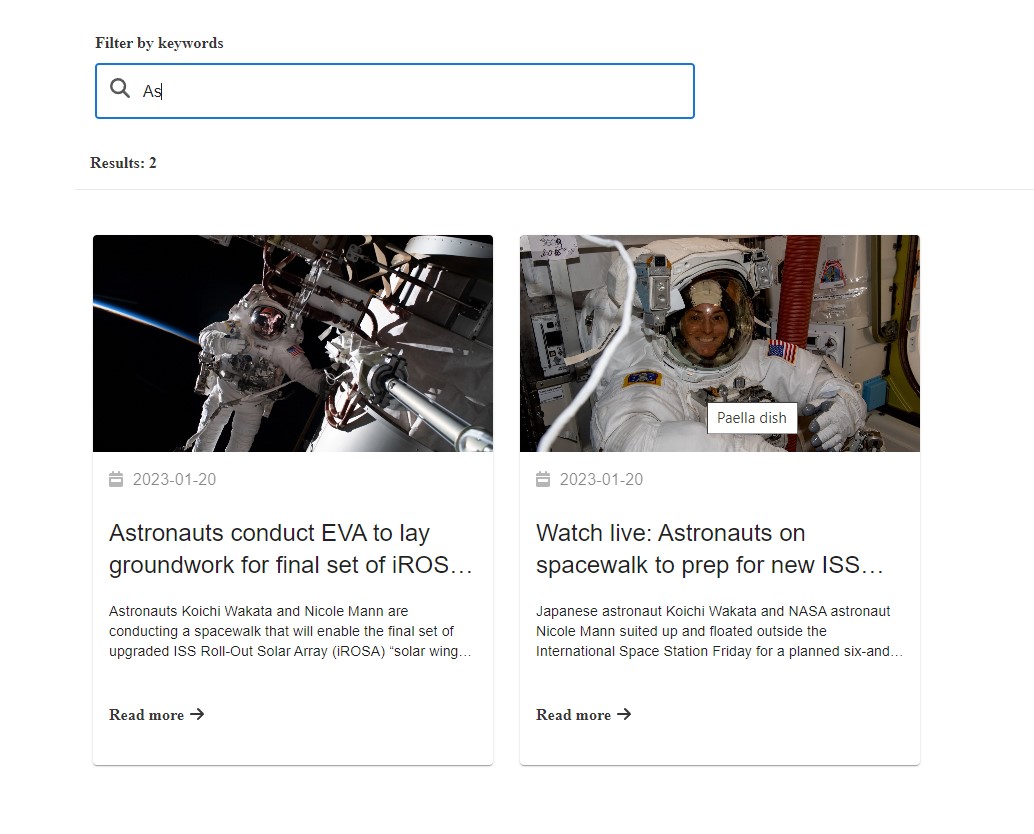 Filter by keywords
As
Results: 2
Paella dish
2023-01-20
Astronauts conduct EVA to lay
groundwork for final set of iROS…
Astronauts Koichi Wakata and Nicole Mann are
conducting a spacewalk that will enable the final set of
upgraded ISS Roll-Out Solar Array (iROSA) “solar wing…
Read more
2023-01-20
Watch live: Astronauts on
spacewalk to prep for new ISS…
Japanese astronaut Koichi Wakata and NASA astronaut
Nicole Mann suited up and floated outside the
International Space Station Friday for a planned six-and…
Read more